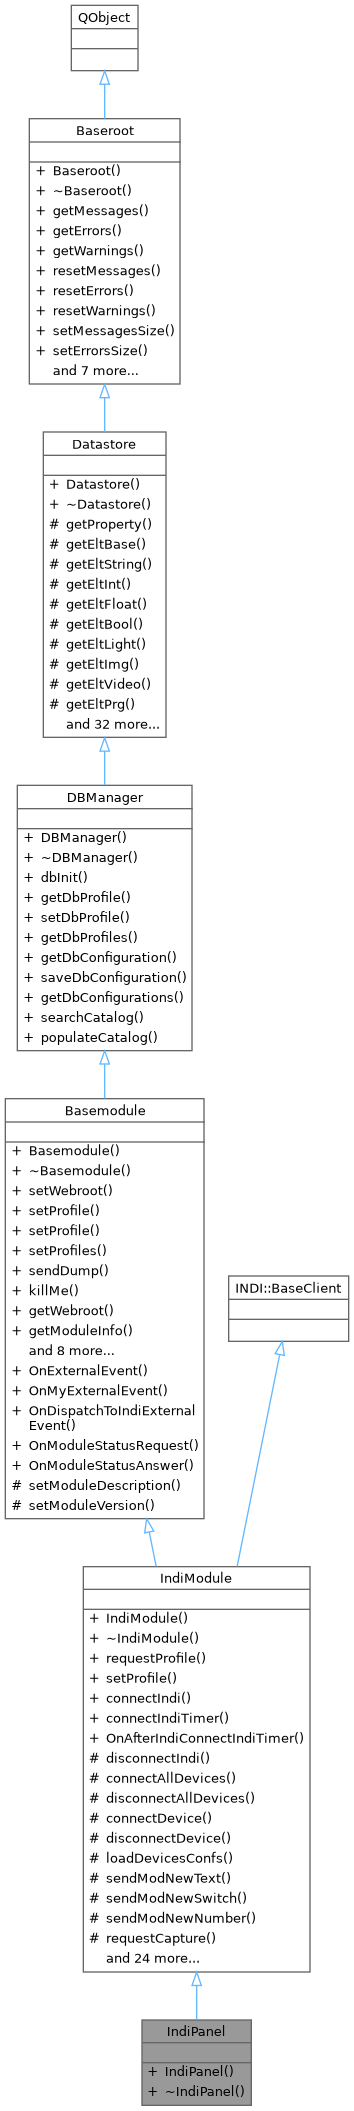 QObject
Baseroot
+ Baseroot()
+ ~Baseroot()
+ getMessages()
+ getErrors()
+ getWarnings()
+ resetMessages()
+ resetErrors()
+ resetWarnings()
+ setMessagesSize()
+ setErrorsSize()
and 7 more...
Datastore
+ Datastore()
+ ~Datastore()
# getProperty()
# getEltBase()
# getEltString()
# getEltInt()
# getEltFloat()
# getEltBool()
# getEltLight()
# getEltImg()
# getEltVideo()
# getEltPrg()
and 32 more...
DBManager
+ DBManager()
+ ~DBManager()
+ dbInit()
+ getDbProfile()
+ setDbProfile()
+ getDbProfiles()
+ getDbConfiguration()
+ saveDbConfiguration()
+ getDbConfigurations()
+ searchCatalog()
+ populateCatalog()
Basemodule
+ Basemodule()
+ ~Basemodule()
+ setWebroot()
+ setProfile()
+ setProfile()
+ setProfiles()
+ sendDump()
+ killMe()
+ getWebroot()
+ getModuleInfo()
and 8 more...
+ OnExternalEvent()
+ OnMyExternalEvent()
+ OnDispatchToIndiExternal
Event()
+ OnModuleStatusRequest()
+ OnModuleStatusAnswer()
# setModuleDescription()
# setModuleVersion()
INDI::BaseClient
IndiModule
+ IndiModule()
+ ~IndiModule()
+ requestProfile()
+ setProfile()
+ connectIndi()
+ connectIndiTimer()
+ OnAfterIndiConnectIndiTimer()
# disconnectIndi()
# connectAllDevices()
# disconnectAllDevices()
# connectDevice()
# disconnectDevice()
# loadDevicesConfs()
# sendModNewText()
# sendModNewSwitch()
# sendModNewNumber()
# requestCapture()
and 24 more...
IndiPanel
+ IndiPanel()
+ ~IndiPanel()